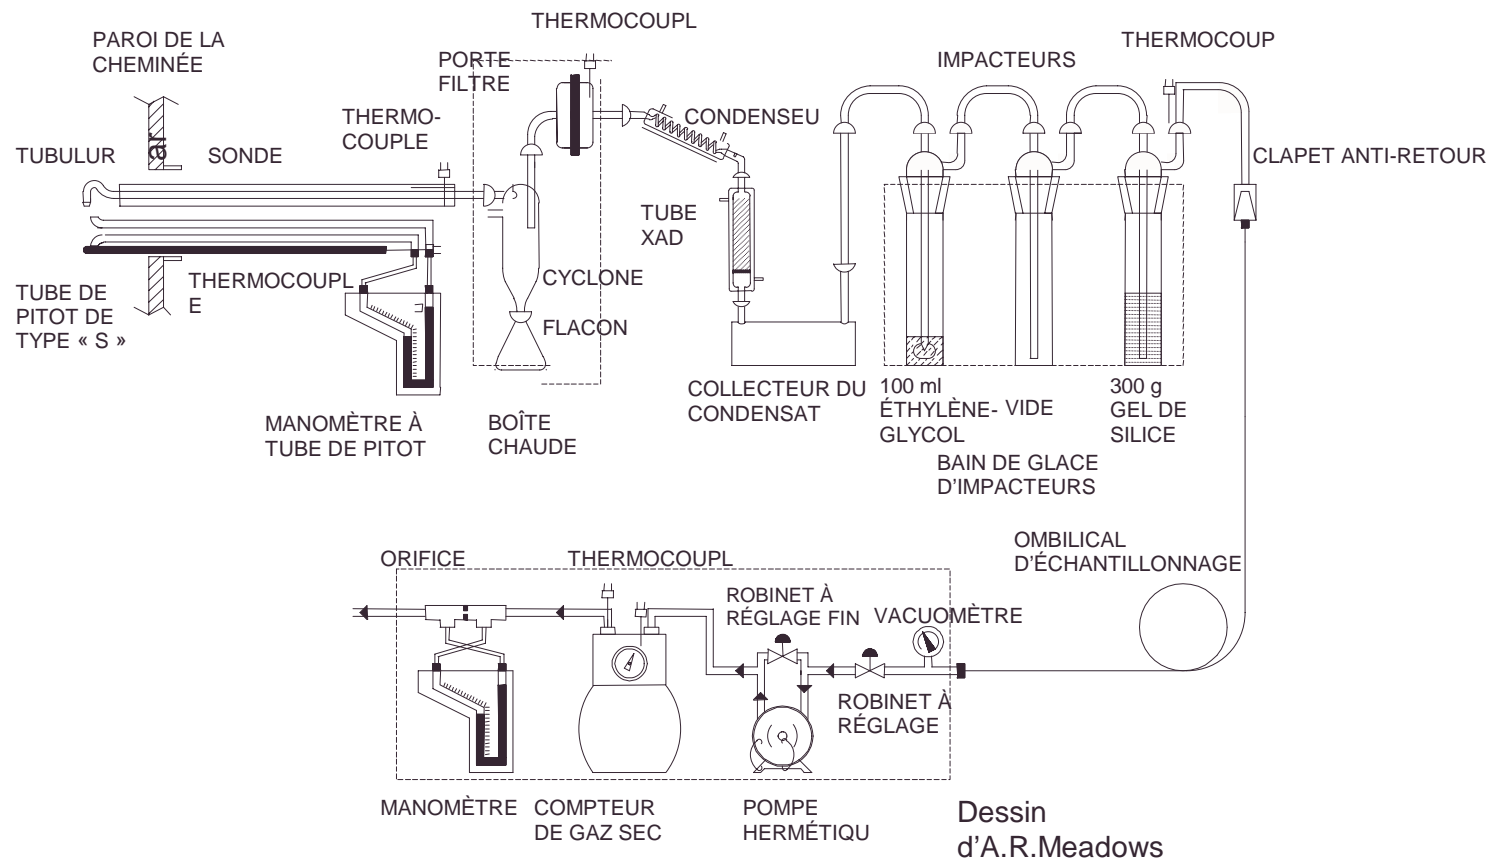 THERMOCOUPL
PAROI DE LA
CHEMINÉE
PORTE
FILTRE
IMPACTEURS
THERMOCOUP
THERMO-
COUPLE
CONDENSEU
ar
TUBULUR
SONDE
CLAPET ANTI-RETOUR
TUBE
XAD
THERMOCOUPL
E
CYCLONE
TUBE DE
PITOT DE
TYPE « S »
FLACON
COLLECTEUR DU
CONDENSAT
100 ml
ÉTHYLÈNE-
GLYCOL
VIDE
300 g
GEL DE
SILICE
MANOMÈTRE À
TUBE DE PITOT
BOÎTE
CHAUDE
BAIN DE GLACE
D'IMPACTEURS
OMBILICAL
D'ÉCHANTILLONNAGE
ORIFICE
THERMOCOUPL
ROBINET À
RÉGLAGE FIN
VACUOMÈTRE
ROBINET À
RÉGLAGE
MANOMÈTRE
COMPTEUR
DE GAZ SEC
POMPE
HERMÉTIQU
Dessin
d'A.R.Meadows